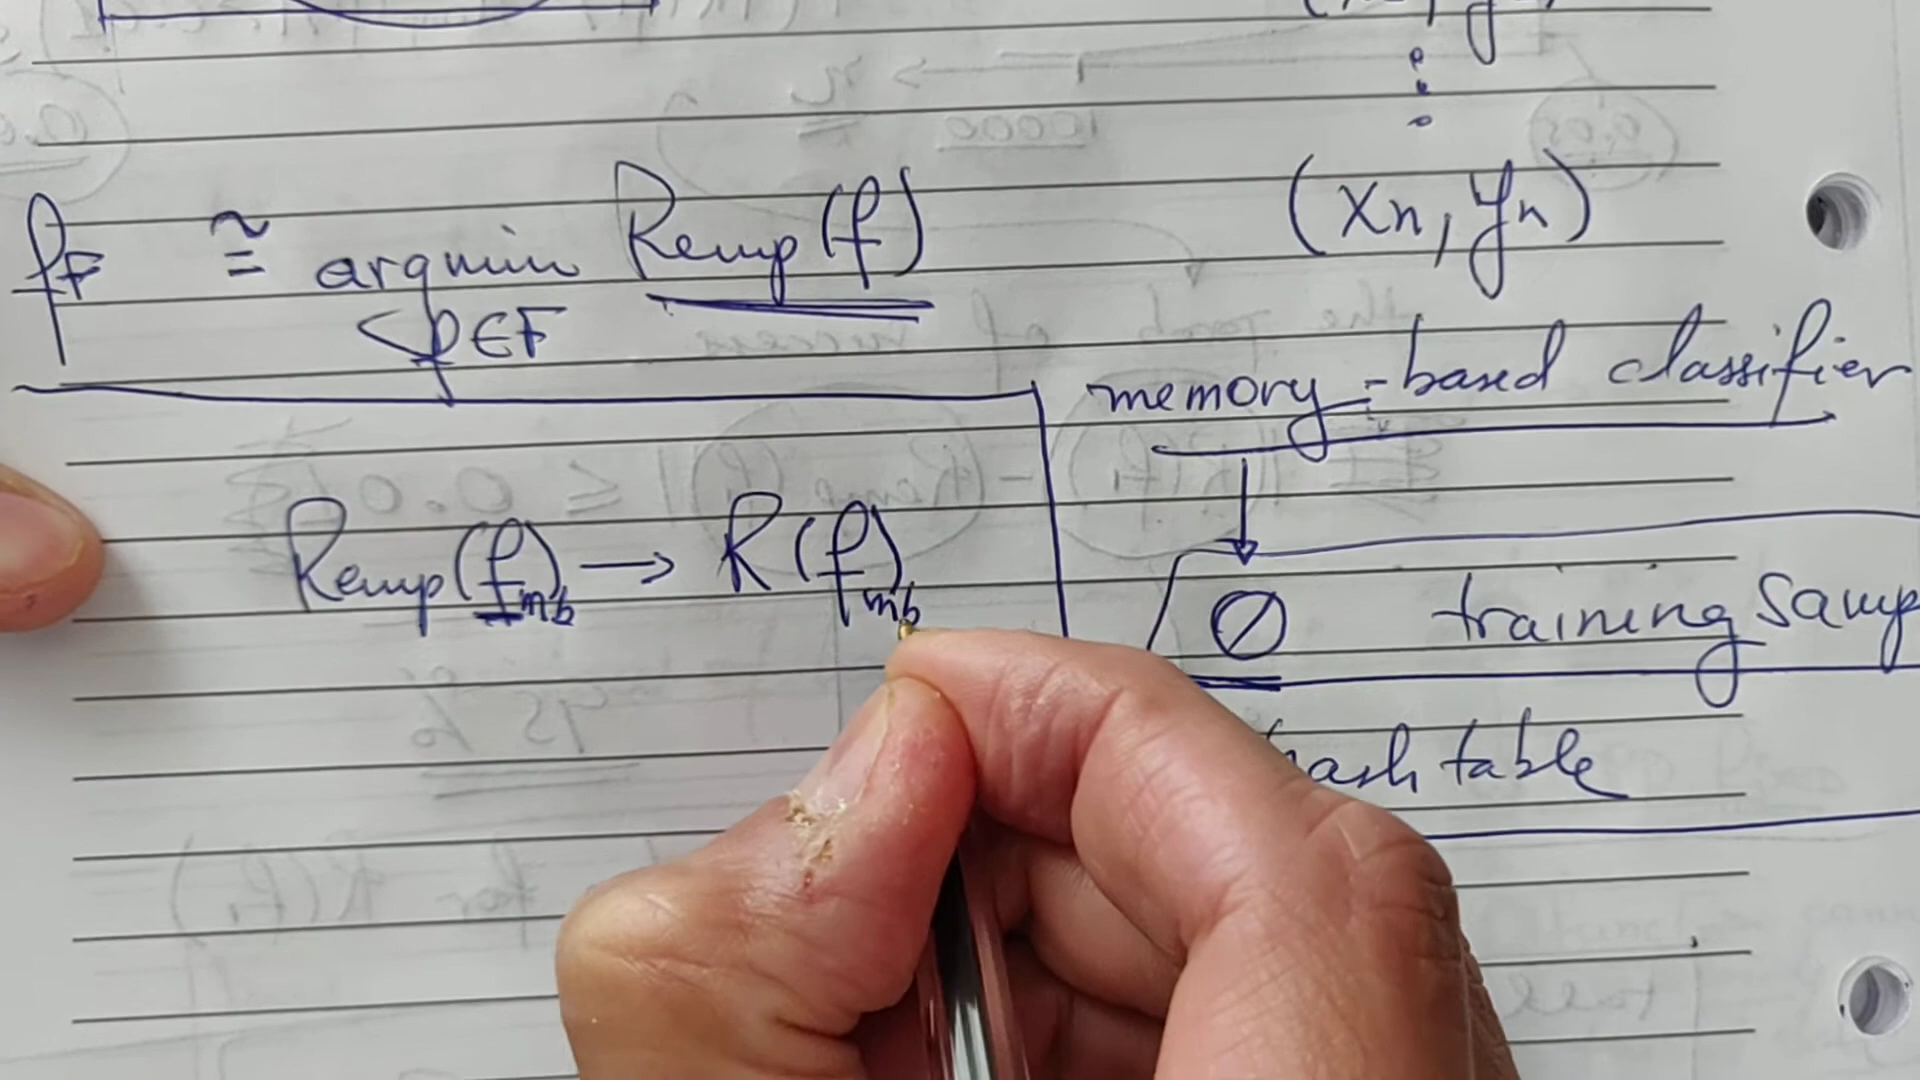 (xn, yn)
fF ≅ argmin Remp(f)
f∈F
memory-based classifier
Remp(fmb) → R(fmb)
∅ training samp
hash table